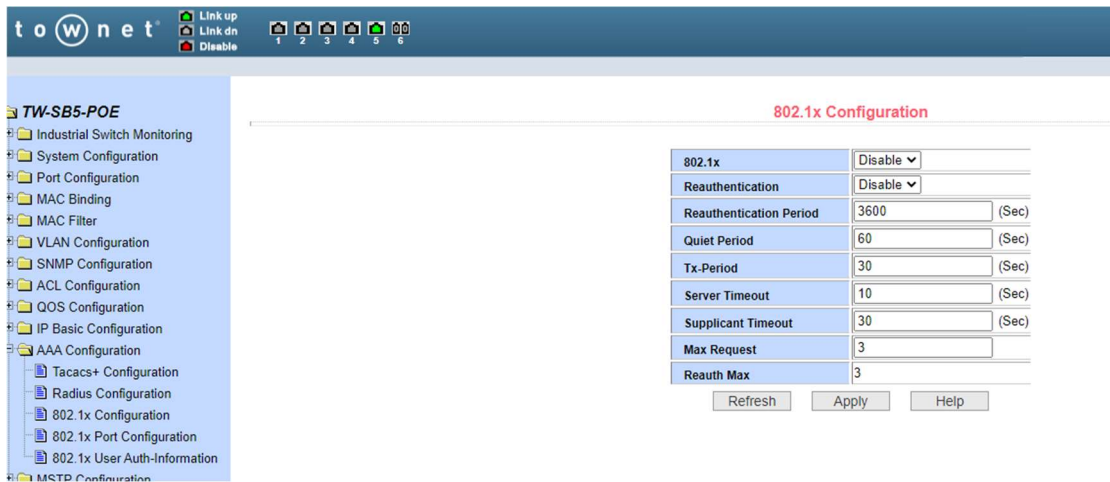 townet
Link up
Link dn
Disable
1 2 3 4 5 6
TW-SB5-POE
Industrial Switch Monitoring
System Configuration
Port Configuration
MAC Binding
MAC Filter
VLAN Configuration
SNMP Configuration
ACL Configuration
QOS Configuration
IP Basic Configuration
AAA Configuration
Tacacs+ Configuration
Radius Configuration
802.1x Configuration
802.1x Port Configuration
802.1x User Auth-Information
MSTP Configuration
802.1x Configuration
802.1x Disable
Reauthentication Disable
Reauthentication Period 3600 (Sec)
Quiet Period 60 (Sec)
Tx-Period 30 (Sec)
Server Timeout 10 (Sec)
Supplicant Timeout 30 (Sec)
Max Request 3
Reauth Max 3
Refresh Apply Help